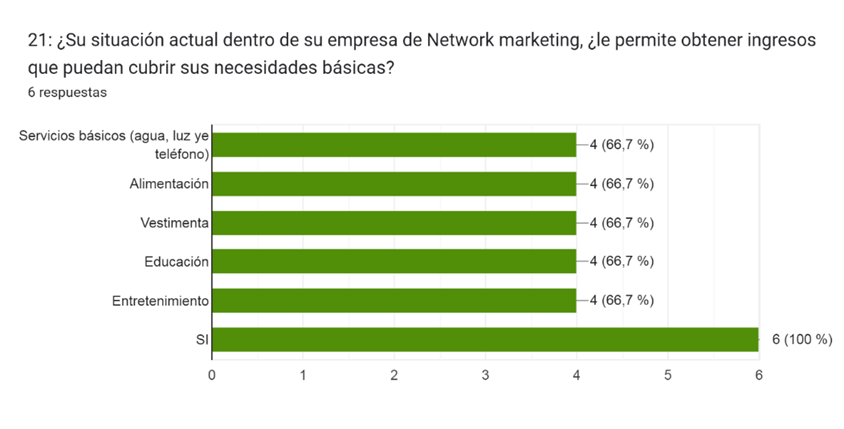 21: ¿Su situación actual dentro de su empresa de Network marketing, ¿le permite obtener ingresos
que puedan cubrir sus necesidades básicas?
6 respuestas
Servicios básicos (agua, luz ye
teléfono)
4 (66,7 %)
Alimentación
4 (66,7 %)
Vestimenta
4 (66,7 %)
Educación
4 (66,7 %)
Entretenimiento
4 (66,7 %)
SI
6 (100 %)
0 1 2 3 4 5 6